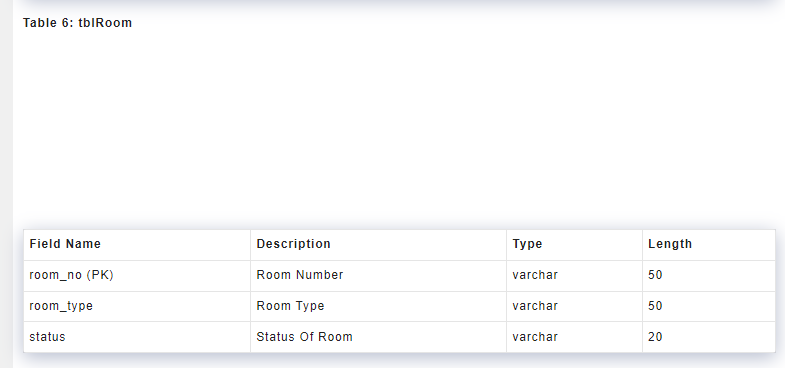 Table 6: tblRoom
Field Name Description Type Length
room_no (PK) Room Number varchar 50
room_type Room Type varchar 50
status Status Of Room varchar 20